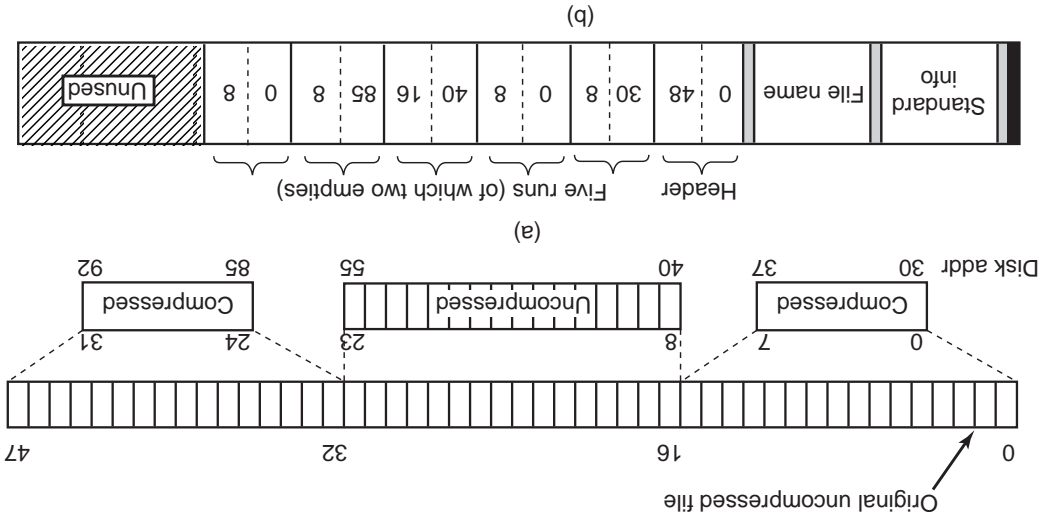 Original uncompressed file
0 16 32 47
0 7 8 23 24 31
Compressed Uncompressed Compressed
Disk addr 30 37 40 55 85 92
(a)
Header Five runs (of which two empties)
Standard info File name 0 48 30 8 0 8 40 16 85 8 0 8 Unused
(b)